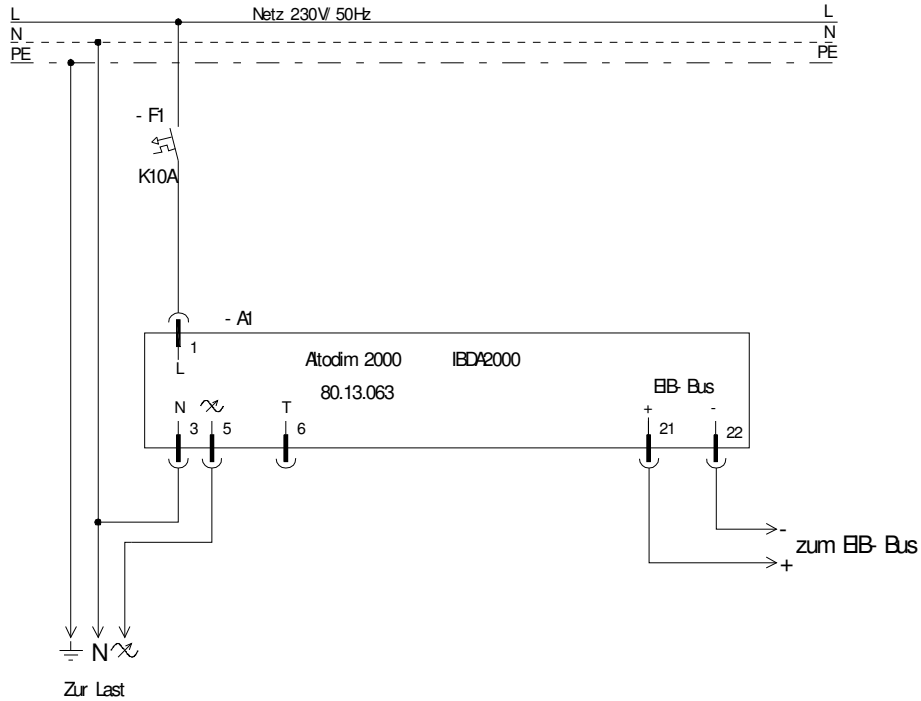 L Netz 230V/ 50Hz L
N N
PE PE
- F1
K10A
- A1
1
L
Altodim 2000 IBDA2000
80.13.063
EIB- Bus
N T + -
3 5 6 21 22
-
zum EIB- Bus
+
N
Zur Last